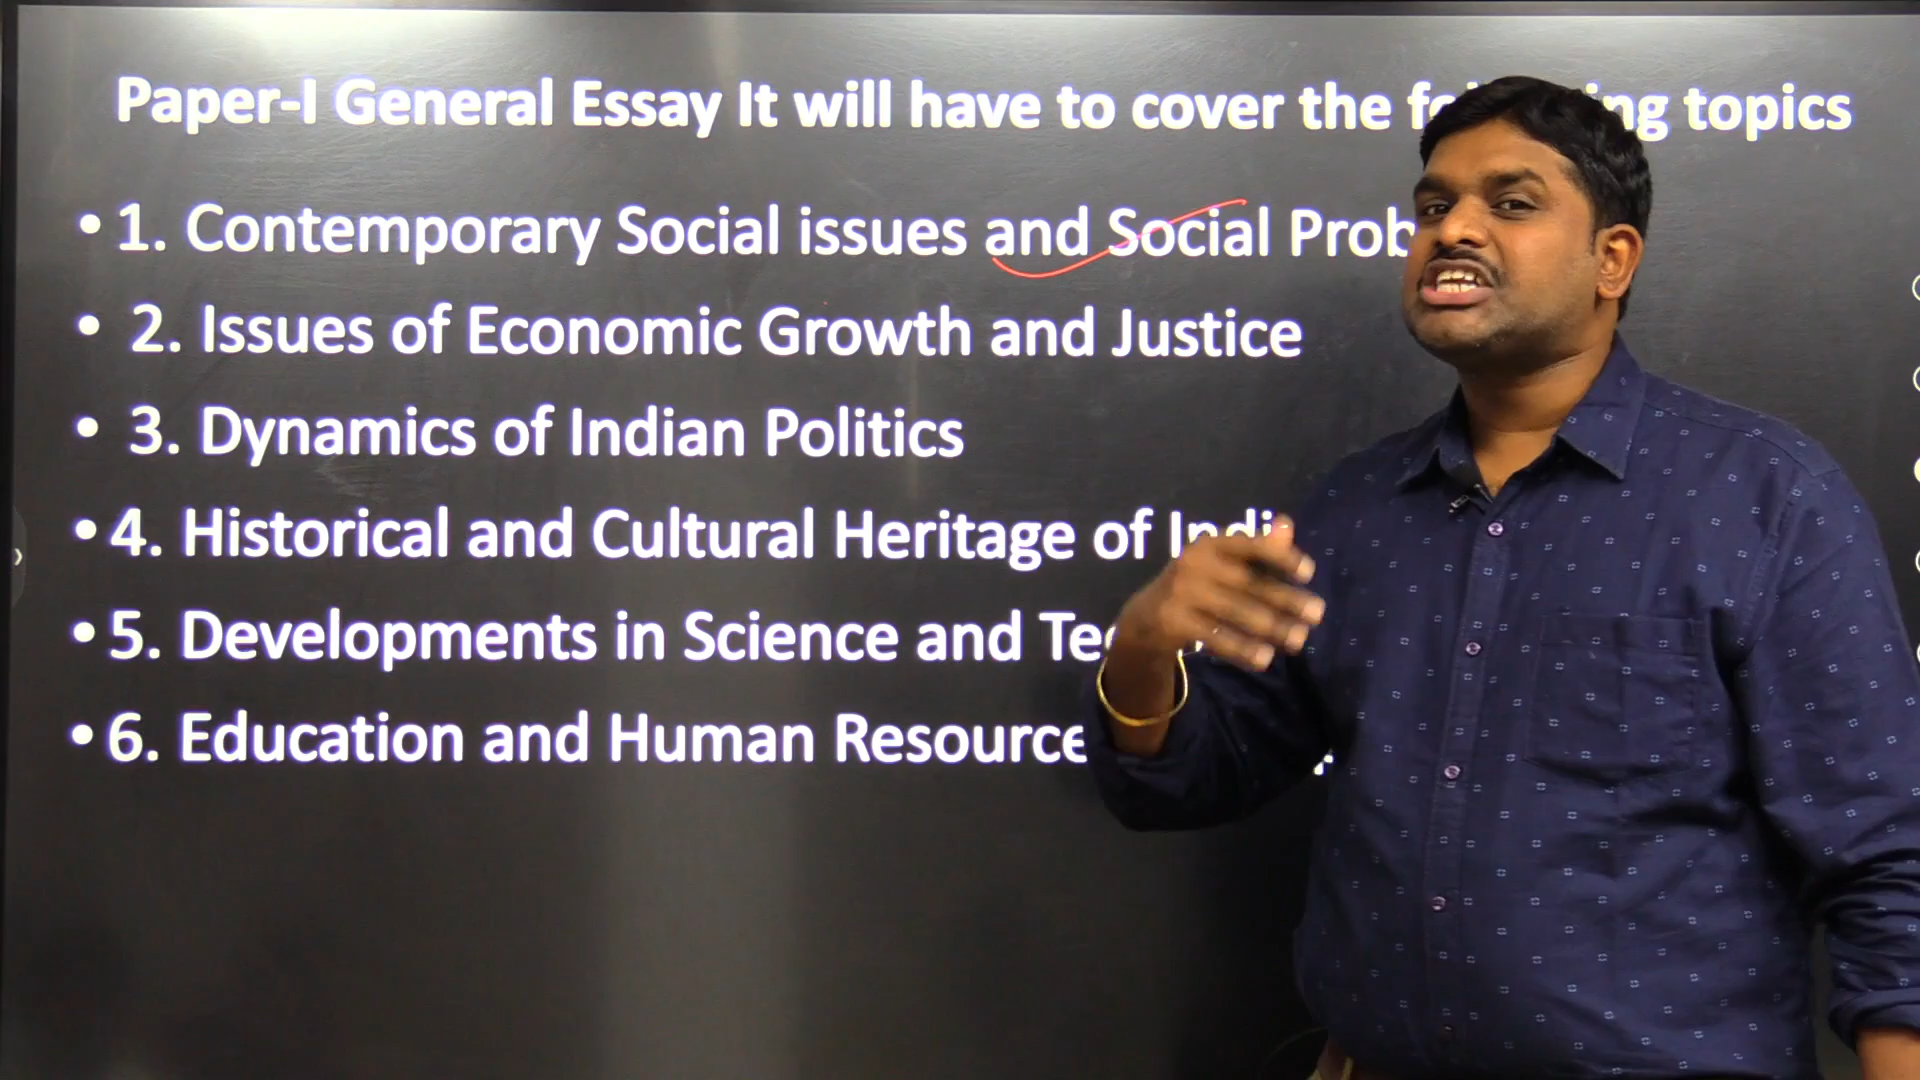 Paper-I General Essay It will have to cover the topics
• 1. Contemporary Social issues and Social
• 2. Issues of Economic Growth and Justice
• 3. Dynamics of Indian Politics
• 4. Historical and Cultural Heritage of
• 5. Developments in Science and
• 6. Education and Human